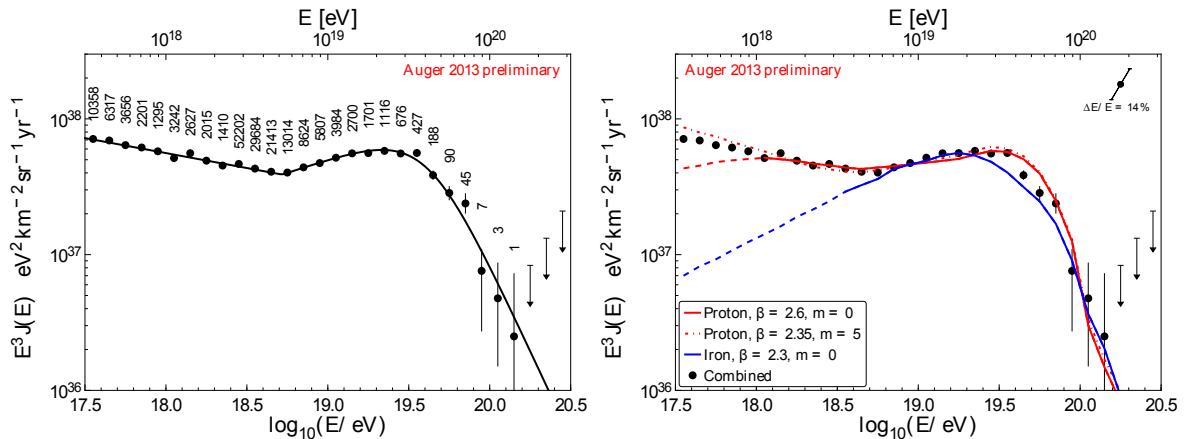 E [eV]
10^18 10^19 10^20
Auger 2013 preliminary
10358 6317 3656 2201 1295 3242 2627 2015 1410 52202 29684 21413 13014 8624 5807 3984 2700 1701 1116 676 427 188 90 45 7 3 1
10^38
10^37
10^36
E^3 J(E) eV^2 km^-2 sr^-1 yr^-1
17.5 18.0 18.5 19.0 19.5 20.0 20.5
log10(E/ eV)
E [eV]
10^18 10^19 10^20
Auger 2013 preliminary
ΔE/ E = 14%
10^38
10^37
10^36
E^3 J(E) eV^2 km^-2 sr^-1 yr^-1
Proton, β = 2.6, m = 0
Proton, β = 2.35, m = 5
Iron, β = 2.3, m = 0
Combined
17.5 18.0 18.5 19.0 19.5 20.0 20.5
log10(E/ eV)